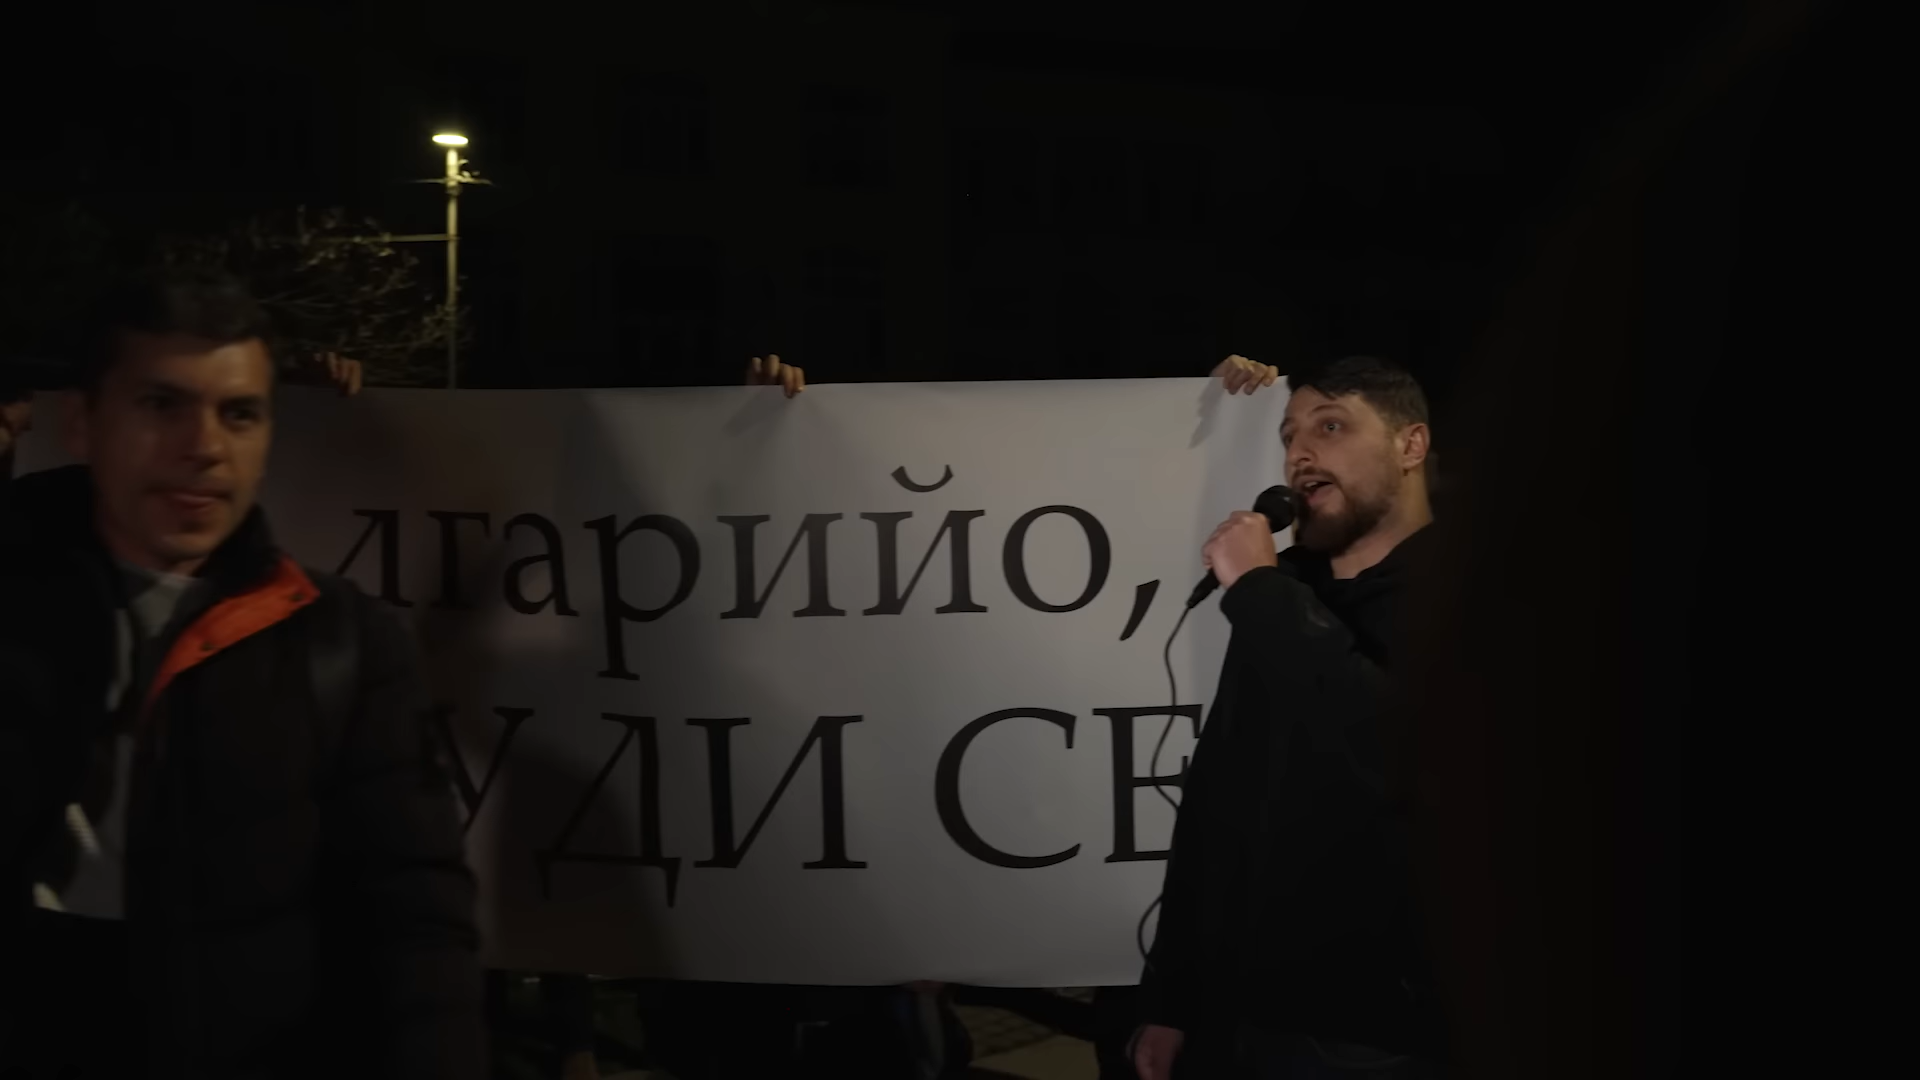 лгарийо,
уди се